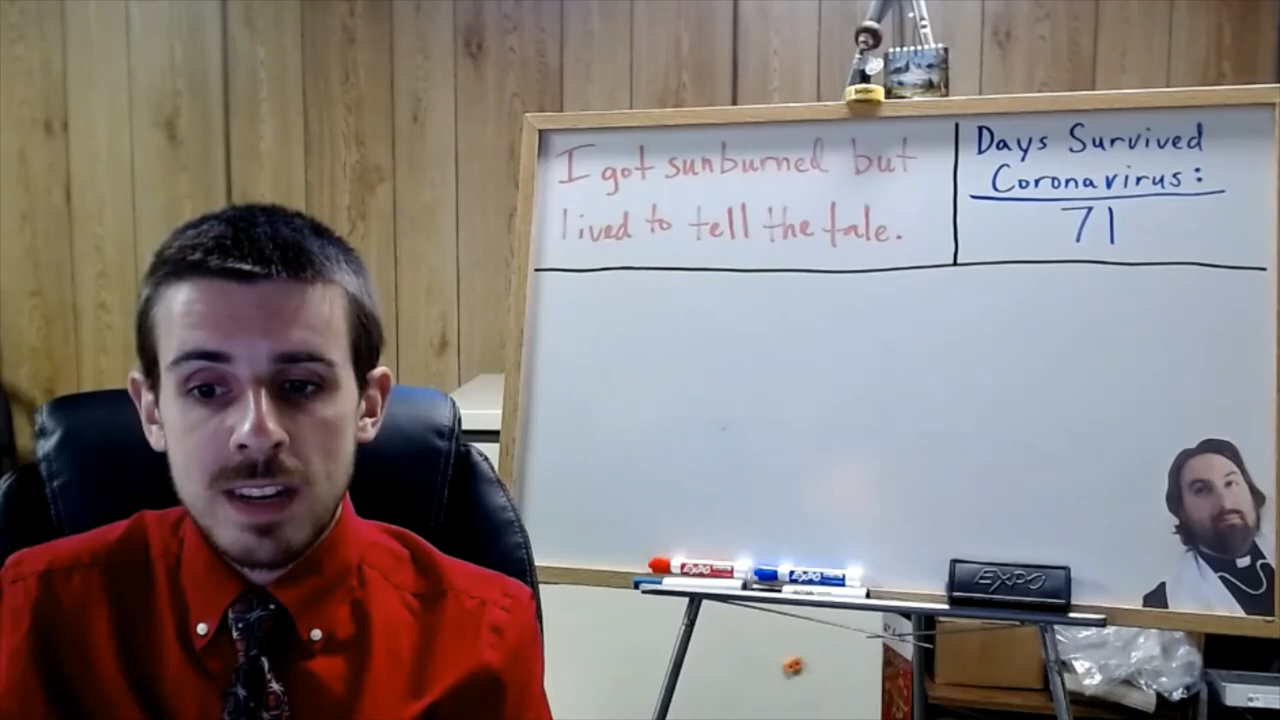 I got sunburned but
lived to tell the tale.
Days Survived
Coronavirus:
71
EXPO
EXPO
EXPO